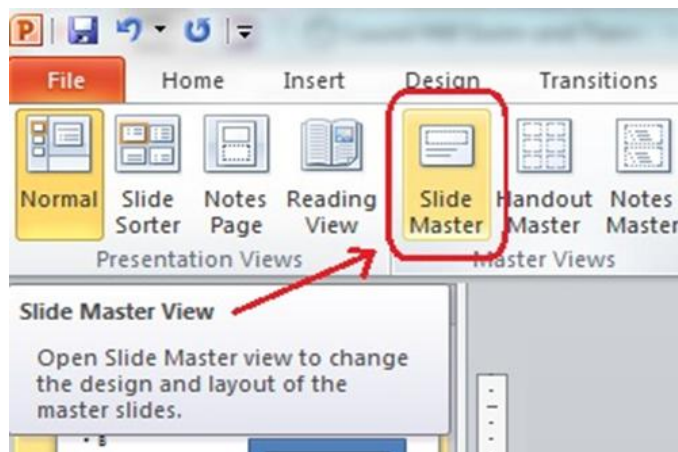 P
File Home Insert Design Transitions
Normal Slide Notes Reading Slide Handout Notes
Sorter Page View Master Master Master
Presentation Views Master Views
Slide Master View
Open Slide Master view to change
the design and layout of the
master slides.